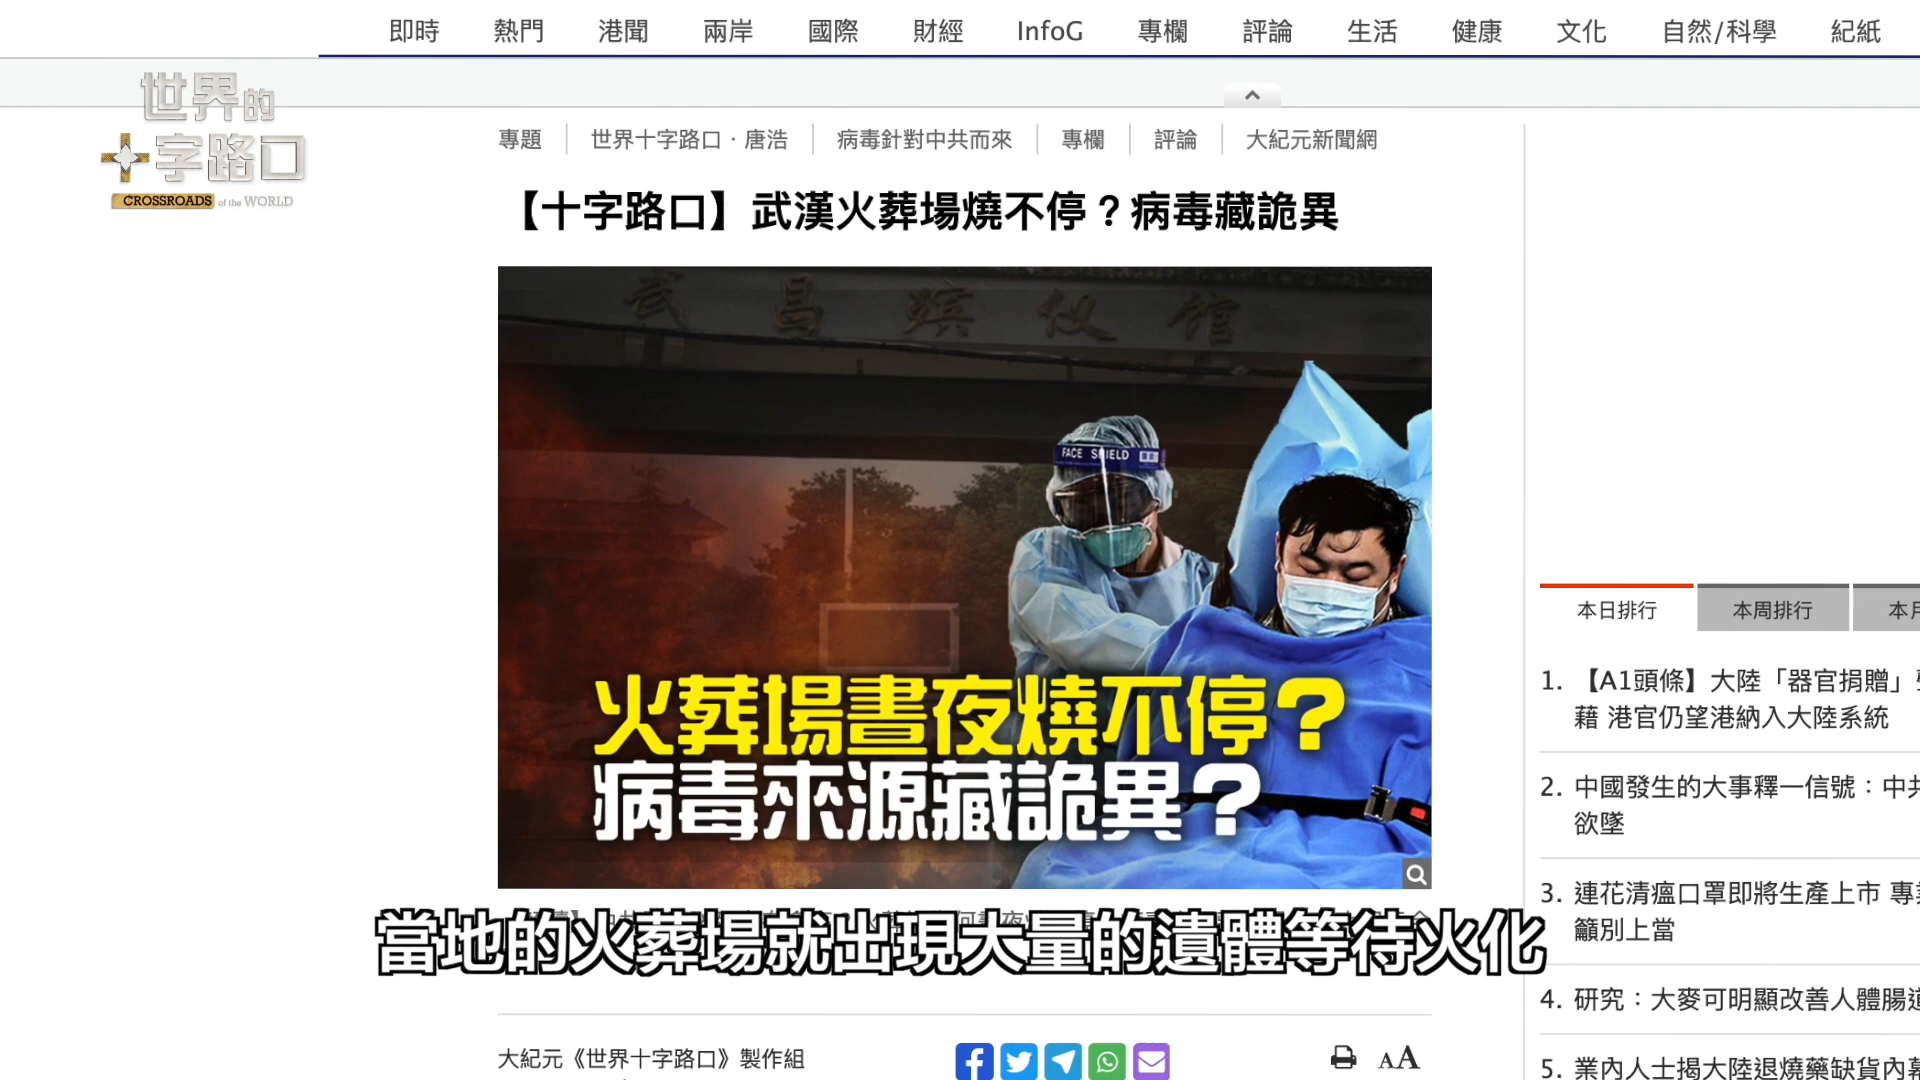 即時 熱門 港聞 兩岸 國際 財經 InfoG 專欄 評論 生活 健康 文化 自然/科學 紀紙
世界的
十字路口
CROSSROADS of the WORLD
專題 世界十字路口·唐浩 病毒針對中共而來 專欄 評論 大紀元新聞網
【十字路口】武漢火葬場燒不停？病毒藏詭異
武昌殡仪馆
FACE SHIELD
火葬場晝夜燒不停？
病毒來源藏詭異？
當地的火葬場就出現大量的遺體等待火化
大紀元《世界十字路口》製作組
AA
本日排行 本周排行 本月
1. 【A1頭條】大陸「器官捐贈」
藉 港官仍望港納入大陸系統
2. 中國發生的大事釋一信號：中共
欲墜
3. 連花清瘟口罩即將生產上市 專
籲別上當
4. 研究：大麥可明顯改善人體腸道
5. 業內人士揭大陸退燒藥缺貨內幕